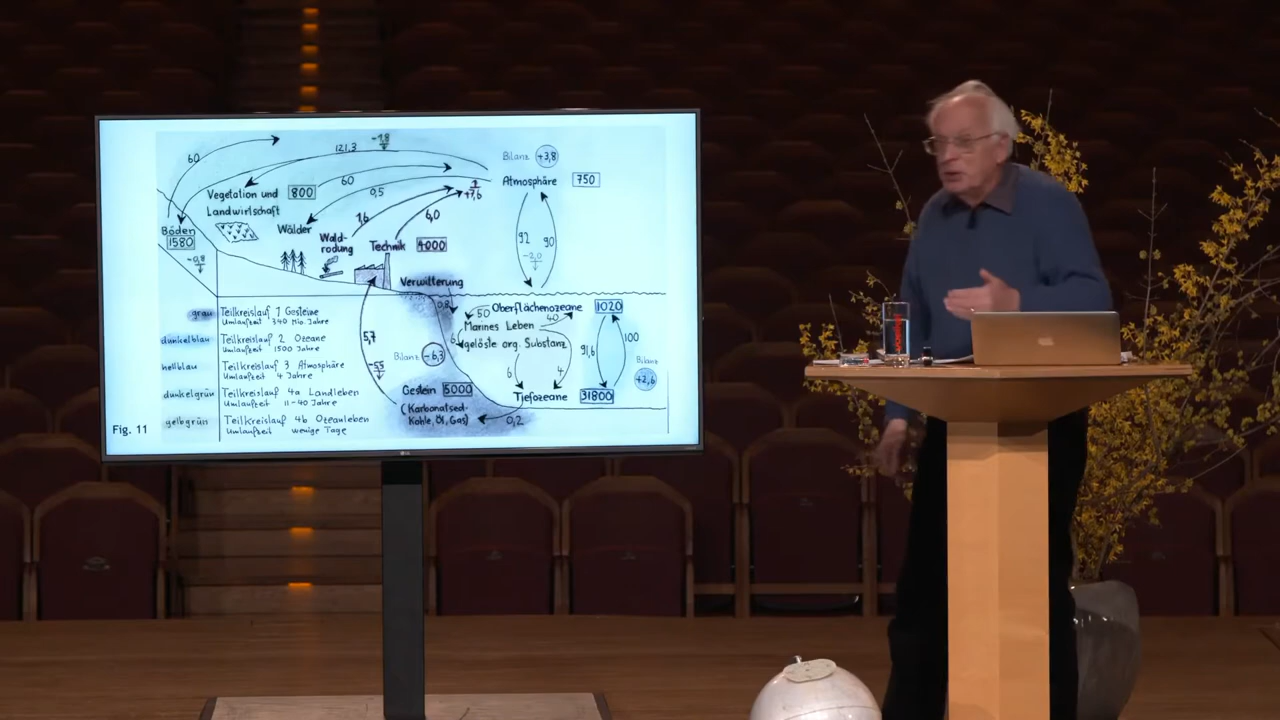 60
121,3
-1,8
Bilanz +3,8
Vegetation und 800
Landwirtschaft
60
0,5
Atmosphäre 750
+7,6
Böden
1580
-0,8
Wälder
1,6
6,0
Wald-
rodung
Technik 4000
92
90
Verwitterung
grau Teilkreislauf 1 Gesteine
Umlaufzeit 340 Mio. Jahre
dunkelblau Teilkreislauf 2 Ozeane
Umlaufzeit 1500 Jahre
hellblau Teilkreislauf 3 Atmosphäre
Umlaufzeit 4 Jahre
dunkelgrün Teilkreislauf 4a Landleben
Umlaufzeit 11-40 Jahre
gelbgrün Teilkreislauf 4b Ozeanleben
Umlaufzeit wenige Tage
5,7
Bilanz -6,3
0,8
50
Oberflächenozeane 1020
40
Marines Leben
gelöste org. Substanz
6
6
4
91,6
100
Bilanz
+2,6
Gestein 5000
Tiefozeane 31800
(Karbonatsed.
Kohle, Öl, Gas)
0,2
Fig. 11
LG